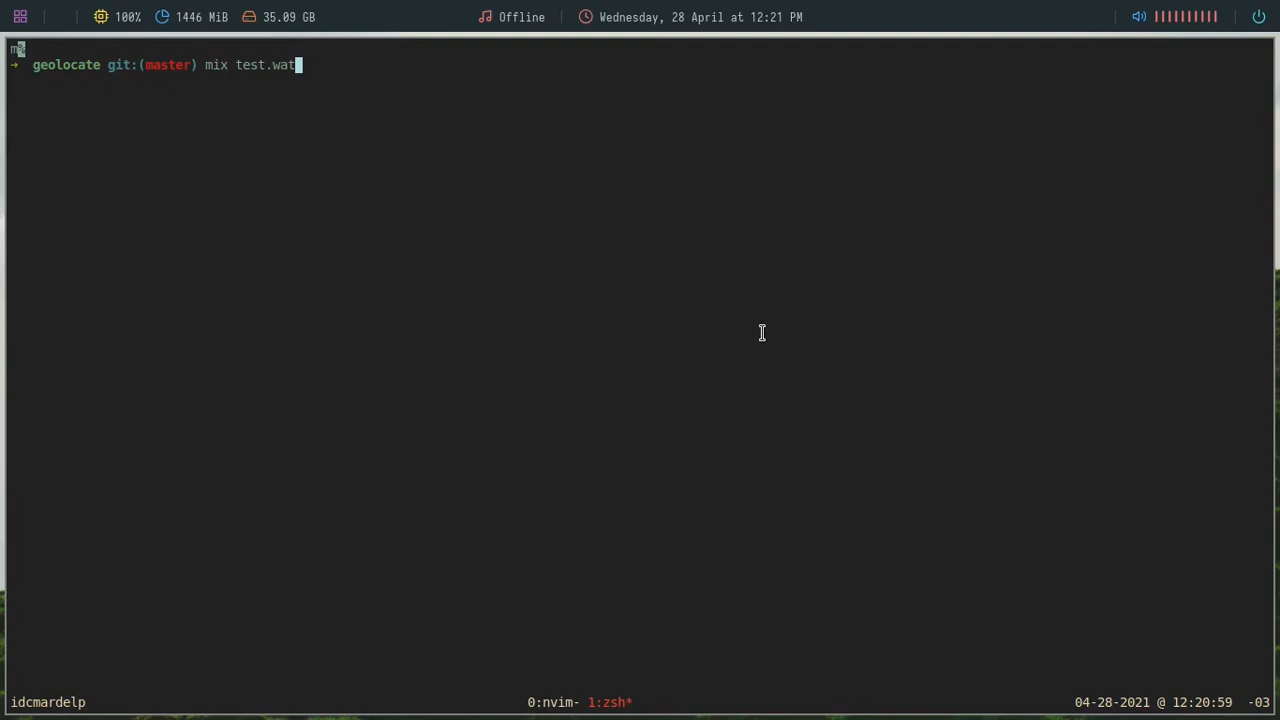 100% 1446 MiB 35.09 GB Offline Wednesday, 28 April at 12:21 PM
m%
→ geolocate git:(master) mix test.wat
idcmardelp 0:nvim- 1:zsh* 04-28-2021 @ 12:20:59 -03